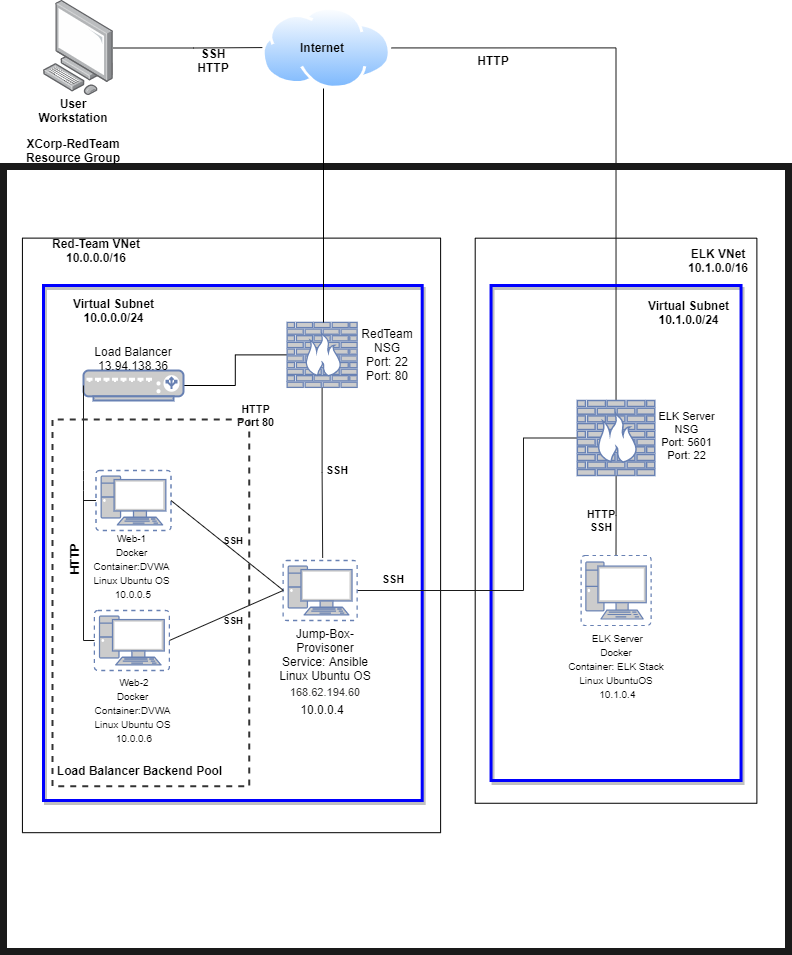 SSH
HTTP
Internet
HTTP
User
Workstation
XCorp-RedTeam
Resource Group
Red-Team VNet
10.0.0.0/16
ELK VNet
10.1.0.0/16
Virtual Subnet
10.0.0.0/24
Virtual Subnet
10.1.0.0/24
RedTeam
NSG
Port: 22
Port: 80
Load Balancer
13.94.138.36
HTTP
Port 80
ELK Server
NSG
Port: 5601
Port: 22
SSH
HTTP
SSH
Web-1
Docker
Container:DVWA
Linux Ubuntu OS
10.0.0.5
SSH
HTTP
SSH
SSH
Jump-Box-
Provisoner
Service: Ansible
Linux Ubuntu OS
168.62.194.60
10.0.0.4
ELK Server
Docker
Container: ELK Stack
Linux UbuntuOS
10.1.0.4
Web-2
Docker
Container:DVWA
Linux Ubuntu OS
10.0.0.6
Load Balancer Backend Pool